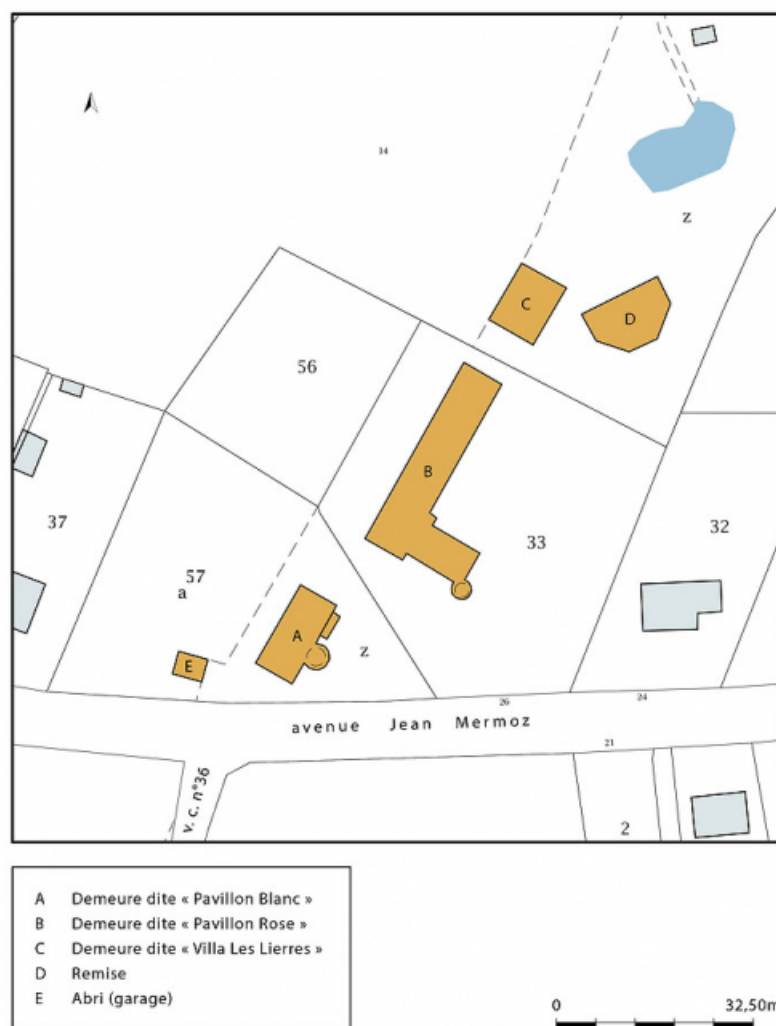 14
z
C
D
56
B
37
33
32
57
a
A
z
E
26
24
avenue Jean Mermoz
21
v. c. n°36
2
A Demeure dite « Pavillon Blanc »
B Demeure dite « Pavillon Rose »
C Demeure dite « Villa Les Lierres »
D Remise
E Abri (garage)
0 32,50m